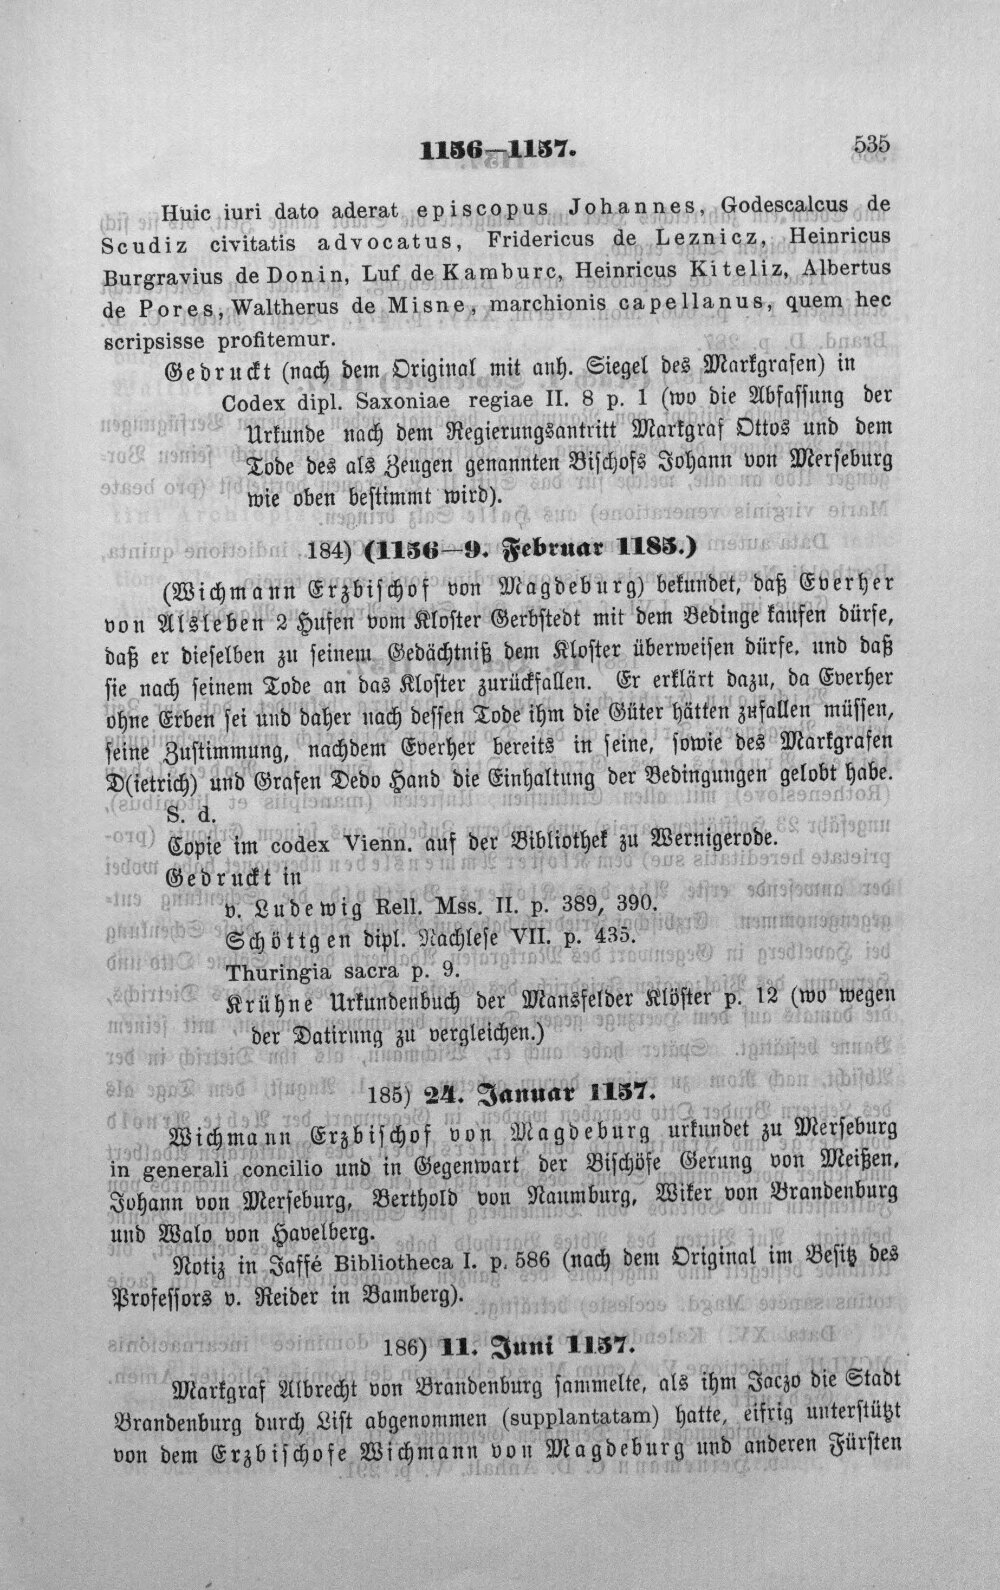 1156—1157. 535
Huic iuri dato aderat episcopus Johannes, Godescalcus de
Scudiz civitatis advocatus, Fridericus de Leznicz, Heinricus
Burgravius de Donin, Luf de Kamburc, Heinricus Kiteliz, Albertus
de Pores, Waltherus de Misne, marchionis capellanus, quem hec
scripsisse profitemur.
Gedruckt (nach dem Original mit anh. Siegel des Markgrafen) in
Codex dipl. Saxoniae regiae II. 8 p. 1 (wo die Abfassung der
Urkunde nach dem Regierungsantritt Markgraf Ottos und dem
Tode des als Zeugen genannten Bischofs Johann von Merseburg
wie oben bestimmt wird).
184) (1156—9. Februar 1185.)
(Wichmann Erzbischof von Magdeburg) bekundet, daß Everher
von Alsleben 2 Hufen vom Kloster Gerbstedt mit dem Bedinge kaufen dürfe,
daß er dieselben zu seinem Gedächtniß dem Kloster überweisen dürfe, und daß
sie nach seinem Tode an das Kloster zurückfallen. Er erklärt dazu, da Everher
ohne Erben sei und daher nach dessen Tode ihm die Güter hätten zufallen müssen,
seine Zustimmung, nachdem Everher bereits in seine, sowie des Markgrafen
D(ietrich) und Grafen Dedo Hand die Einhaltung der Bedingungen gelobt habe.
S. d.
Copie im codex Vienn. auf der Bibliothek zu Wernigerode.
Gedruckt in
v. Ludewig Rell. Mss. II. p. 389, 390.
Schöttgen dipl. Nachlese VII. p. 435.
Thuringia sacra p. 9.
Krühne Urkundenbuch der Mansfelder Klöster p. 12 (wo wegen
der Datirung zu vergleichen.)
185) 24. Januar 1157.
Wichmann Erzbischof von Magdeburg urkundet zu Merseburg
in generali concilio und in Gegenwart der Bischöfe Gerung von Meißen,
Johann von Merseburg, Berthold von Naumburg, Wiker von Brandenburg
und Walo von Havelberg.
Notiz in Jaffé Bibliotheca I. p. 586 (nach dem Original im Besitz des
Professors v. Reider in Bamberg).
186) 11. Juni 1157.
Markgraf Albrecht von Brandenburg sammelte, als ihm Jaczo die Stadt
Brandenburg durch List abgenommen (supplantatam) hatte, eifrig unterstützt
von dem Erzbischofe Wichmann von Magdeburg und anderen Fürsten